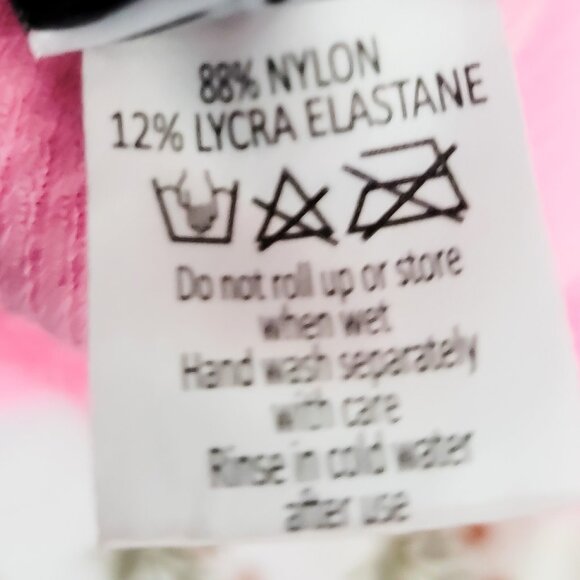 88% NYLON
12% LYCRA ELASTANE
Do not roll up or store
when wet
Hand wash separately
with care
Rinse in cold water
after use